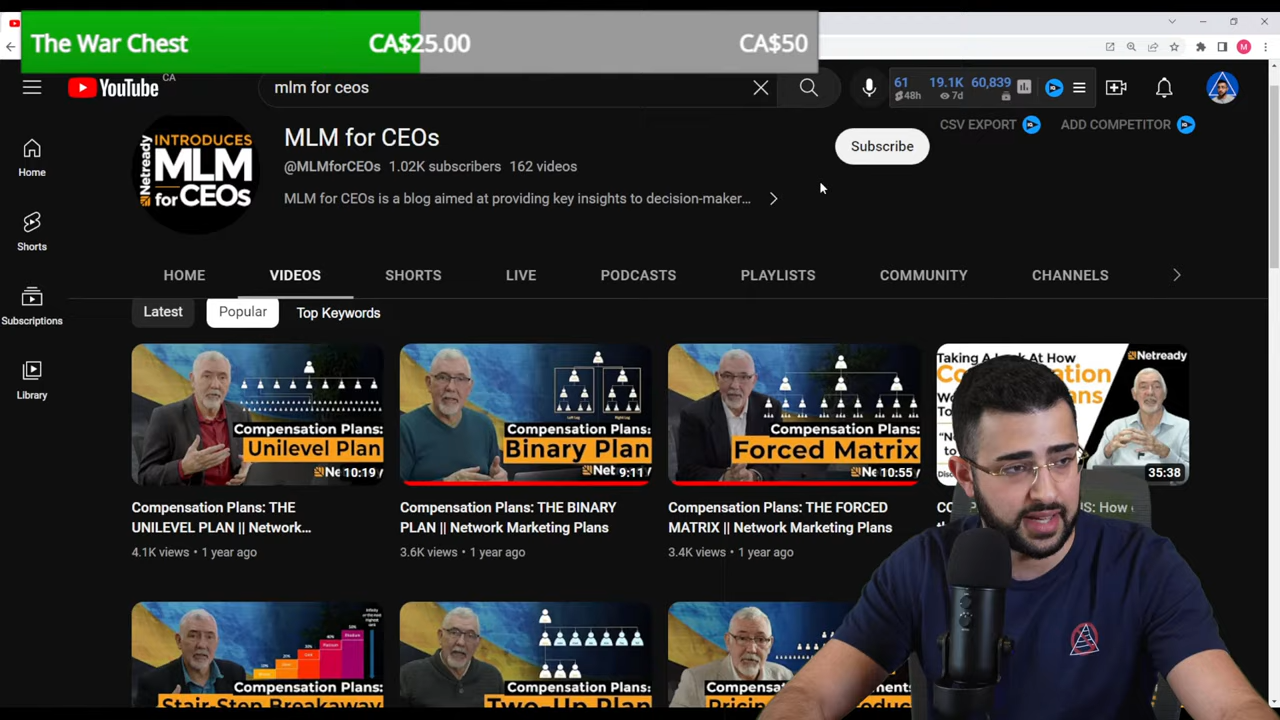 The War Chest CA$25.00 CA$50
YouTube CA
mlm for ceos
61 19.1K 60,839
48h 7d
CSV EXPORT ADD COMPETITOR
Home
Shorts
Subscriptions
Library
Netready
INTRODUCES
MLM
for CEOs
MLM for CEOs
@MLMforCEOs 1.02K subscribers 162 videos
MLM for CEOs is a blog aimed at providing key insights to decision-maker...
Subscribe
HOME VIDEOS SHORTS LIVE PODCASTS PLAYLISTS COMMUNITY CHANNELS
Latest Popular Top Keywords
Compensation Plans:
Unilevel Plan
10:19
Compensation Plans: THE
UNILEVEL PLAN || Network...
4.1K views • 1 year ago
Compensation Plans:
Binary Plan
9:11
Compensation Plans: THE BINARY
PLAN || Network Marketing Plans
3.6K views • 1 year ago
Compensation Plans:
Forced Matrix
10:55
Compensation Plans: THE FORCED
MATRIX || Network Marketing Plans
3.4K views • 1 year ago
Taking A Look At How
Netready
35:38
Compensation Plans:
Stair-Step Breakaway
Compensation Plans:
Two-Up Plan